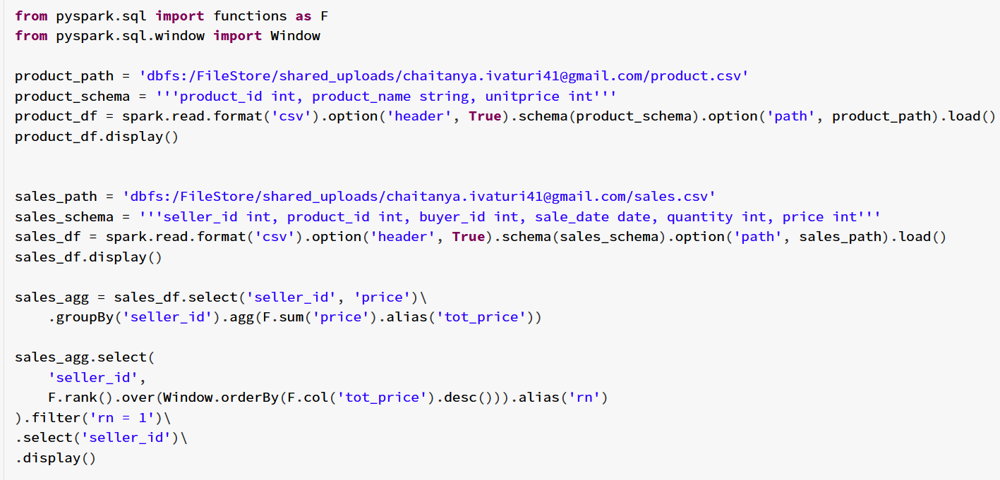 from pyspark.sql import functions as F
from pyspark.sql.window import Window

product_path = 'dbfs:/FileStore/shared_uploads/chaitanya.ivaturi41@gmail.com/product.csv'
product_schema = '''product_id int, product_name string, unitprice int'''
product_df = spark.read.format('csv').option('header', True).schema(product_schema).option('path', product_path).load()
product_df.display()


sales_path = 'dbfs:/FileStore/shared_uploads/chaitanya.ivaturi41@gmail.com/sales.csv'
sales_schema = '''seller_id int, product_id int, buyer_id int, sale_date date, quantity int, price int'''
sales_df = spark.read.format('csv').option('header', True).schema(sales_schema).option('path', sales_path).load()
sales_df.display()

sales_agg = sales_df.select('seller_id', 'price')\
    .groupBy('seller_id').agg(F.sum('price').alias('tot_price'))

sales_agg.select(
    'seller_id',
    F.rank().over(Window.orderBy(F.col('tot_price').desc())).alias('rn')
).filter('rn = 1')\
.select('seller_id')\
.display()